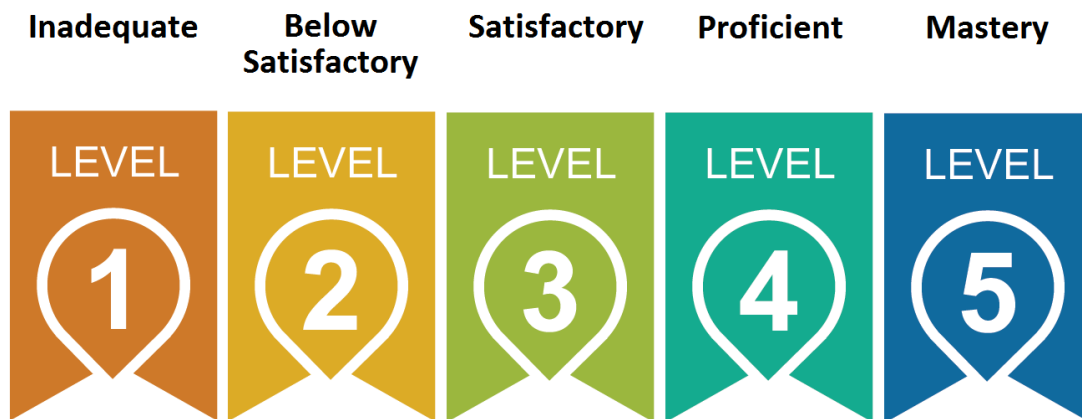 Inadequate
Below
Satisfactory
Satisfactory
Proficient
Mastery
LEVEL
1
LEVEL
2
LEVEL
3
LEVEL
4
LEVEL
5